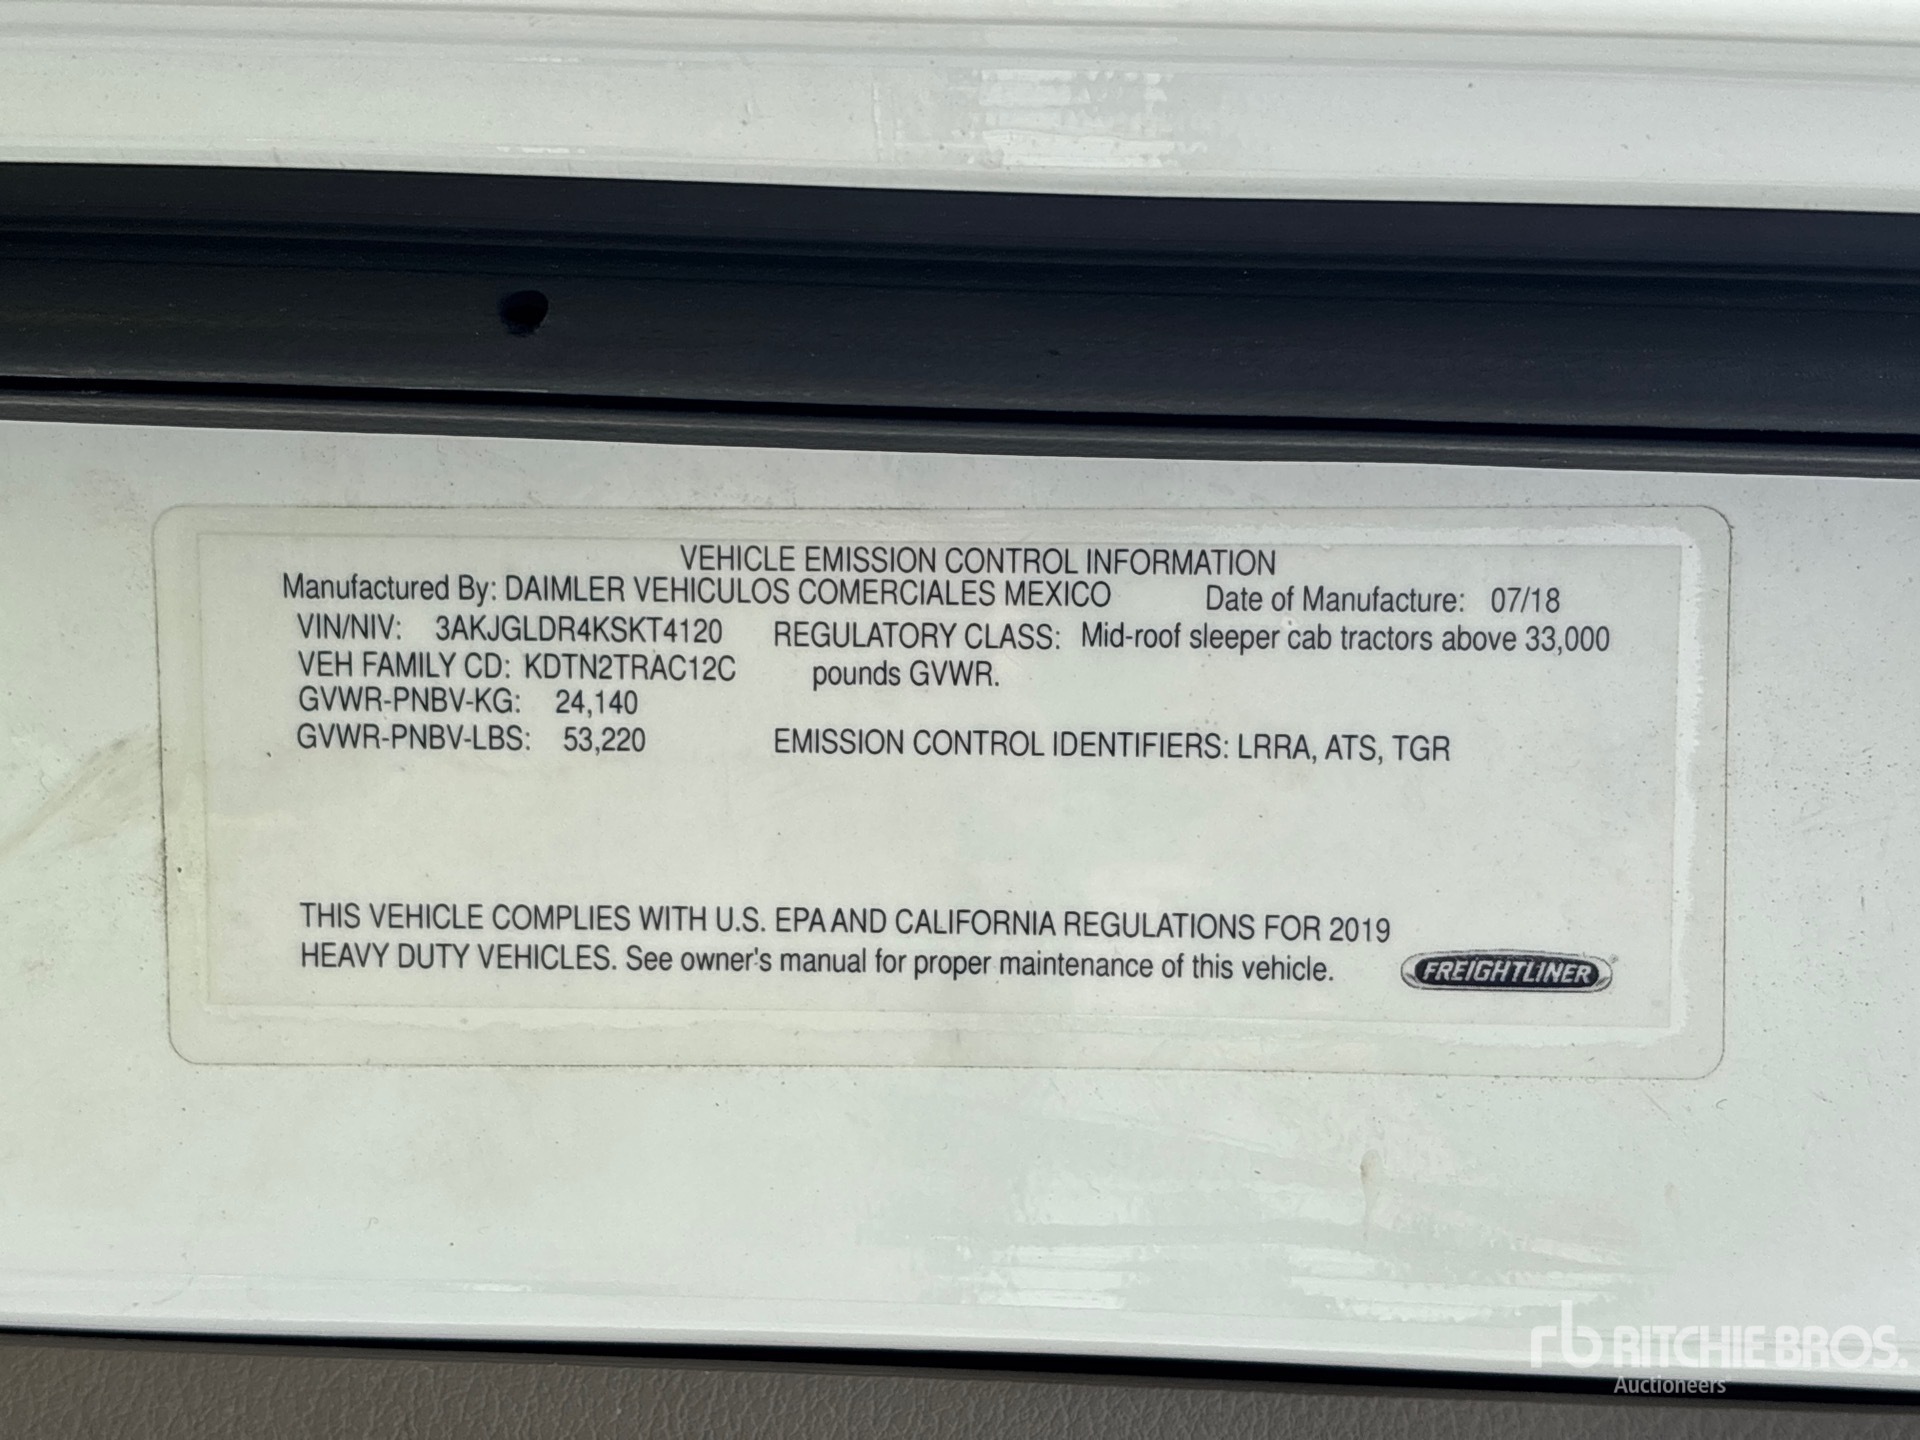 VEHICLE EMISSION CONTROL INFORMATION
Manufactured By: DAIMLER VEHICULOS COMERCIALES MEXICO Date of Manufacture: 07/18
VIN/NIV: 3AKJGLDR4KSKT4120 REGULATORY CLASS: Mid-roof sleeper cab tractors above 33,000
VEH FAMILY CD: KDTN2TRAC12C pounds GVWR.
GVWR-PNBV-KG: 24,140
GVWR-PNBV-LBS: 53,220 EMISSION CONTROL IDENTIFIERS: LRRA, ATS, TGR
THIS VEHICLE COMPLIES WITH U.S. EPA AND CALIFORNIA REGULATIONS FOR 2019
HEAVY DUTY VEHICLES. See owner's manual for proper maintenance of this vehicle.
FREIGHTLINER
rb RITCHIE BROS.
Auctioneers